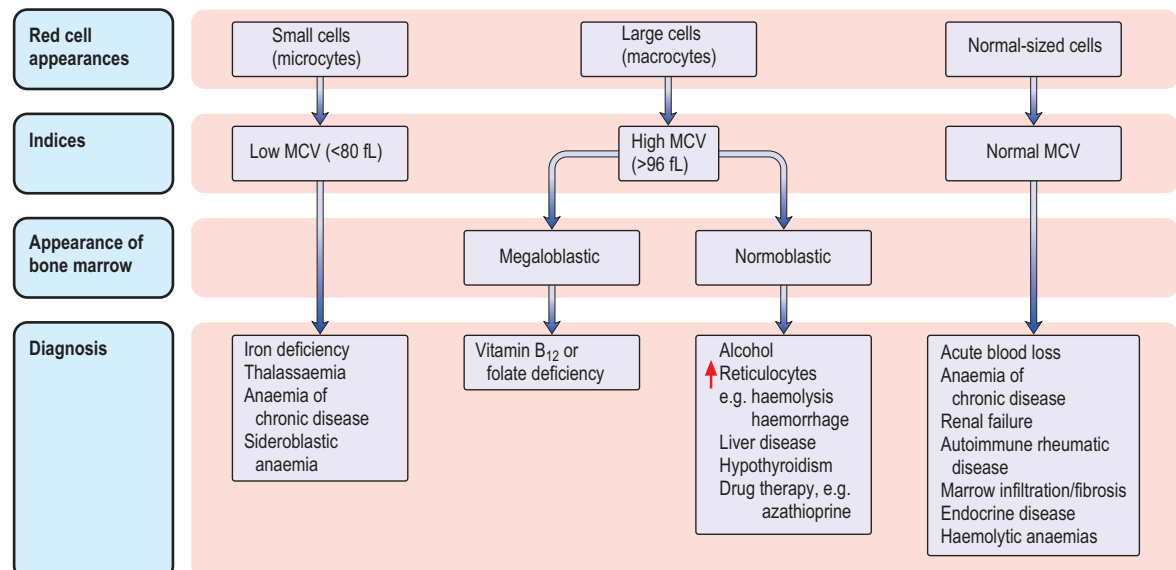 Red cell
appearances
Small cells
(microcytes)
Large cells
(macrocytes)
Normal-sized cells
Indices
Low MCV (<80 fL)
High MCV
(>96 fL)
Normal MCV
Appearance of
bone marrow
Megaloblastic
Normoblastic
Diagnosis
Iron deficiency
Thalassaemia
Anaemia of
chronic disease
Sideroblastic
anaemia
Vitamin B12 or
folate deficiency
Alcohol
Reticulocytes
e.g. haemolysis
haemorrhage
Liver disease
Hypothyroidism
Drug therapy, e.g.
azathioprine
Acute blood loss
Anaemia of
chronic disease
Renal failure
Autoimmune rheumatic
disease
Marrow infiltration/fibrosis
Endocrine disease
Haemolytic anaemias